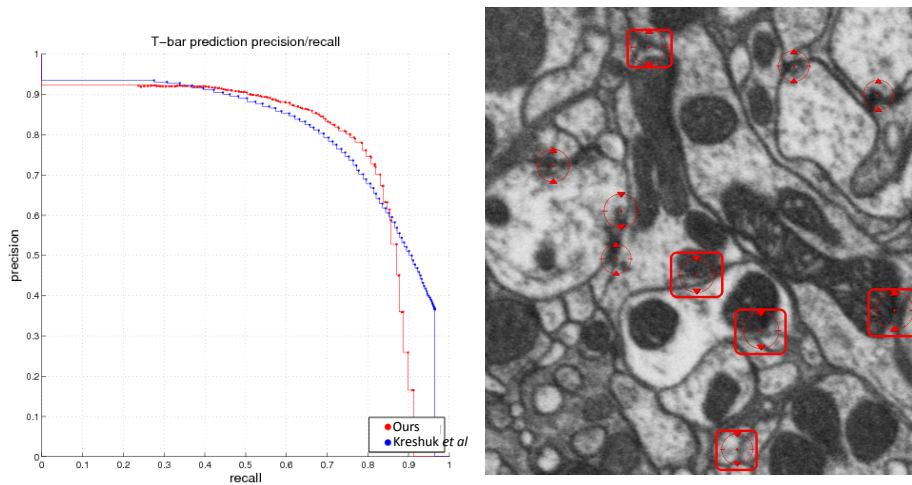 T-bar prediction precision/recall
1
0.9
0.8
0.7
0.6
0.5
0.4
0.3
0.2
0.1
0
precision
0 0.1 0.2 0.3 0.4 0.5 0.6 0.7 0.8 0.9 1
recall
Ours
Kreshuk et al